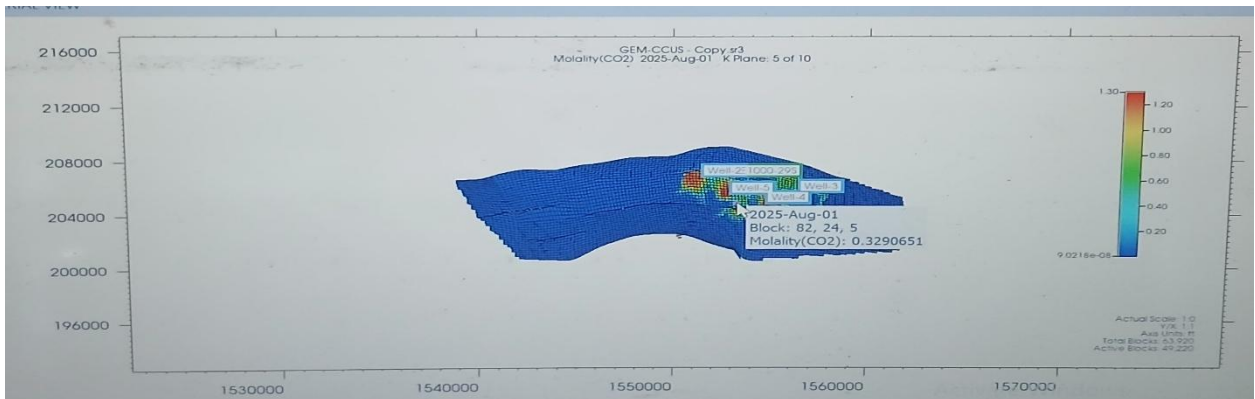 GEM-CCUS - Copy.sr3
Molality(CO2) 2025-Aug-01 K Plane: 5 of 10
216000
212000
208000
204000
200000
196000
1530000
1540000
1550000
1560000
1570000
Well-5
Well-3
Well-4
2025-Aug-01
Block: 82, 24, 5
Molality(CO2): 0.3290651
1.30
1.20
1.00
0.80
0.60
0.40
0.20
9.0218e-08
Actual Scale: 1:0
Y/X: 1:1
Axis Units: ft
Total Blocks: 63,920
Active Blocks: 49,220